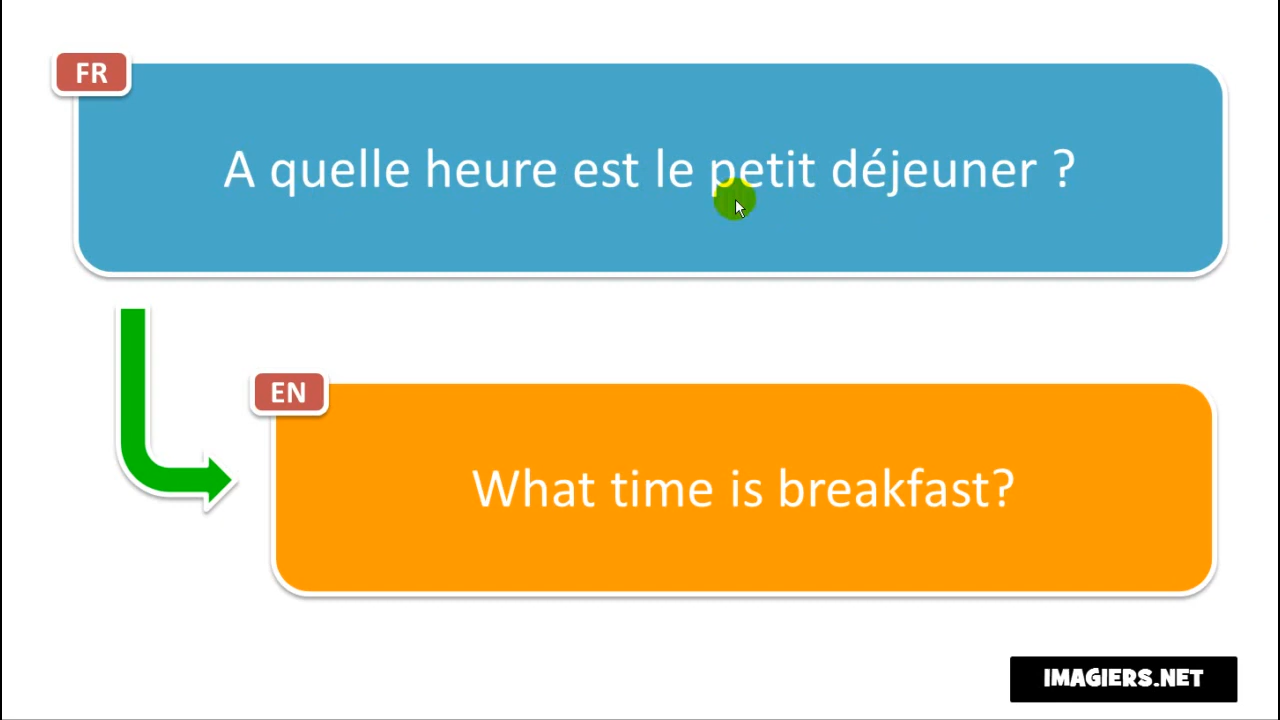 FR
A quelle heure est le petit déjeuner ?
EN
What time is breakfast?
IMAGIERS.NET